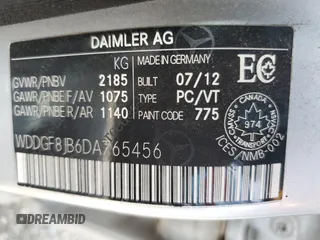 DAIMLER AG
KG MADE IN GERMANY
GVWR/PNBV 2185 BUILT 07/12
GAWR/PNBE F/AV 1075 TYPE PC/VT
GAWR/PNBE R/AR 1140 PAINT CODE 775
WDDGF8JB6DA765456
EC
CANADA
974
ICES/NMB-002
DREAMBID